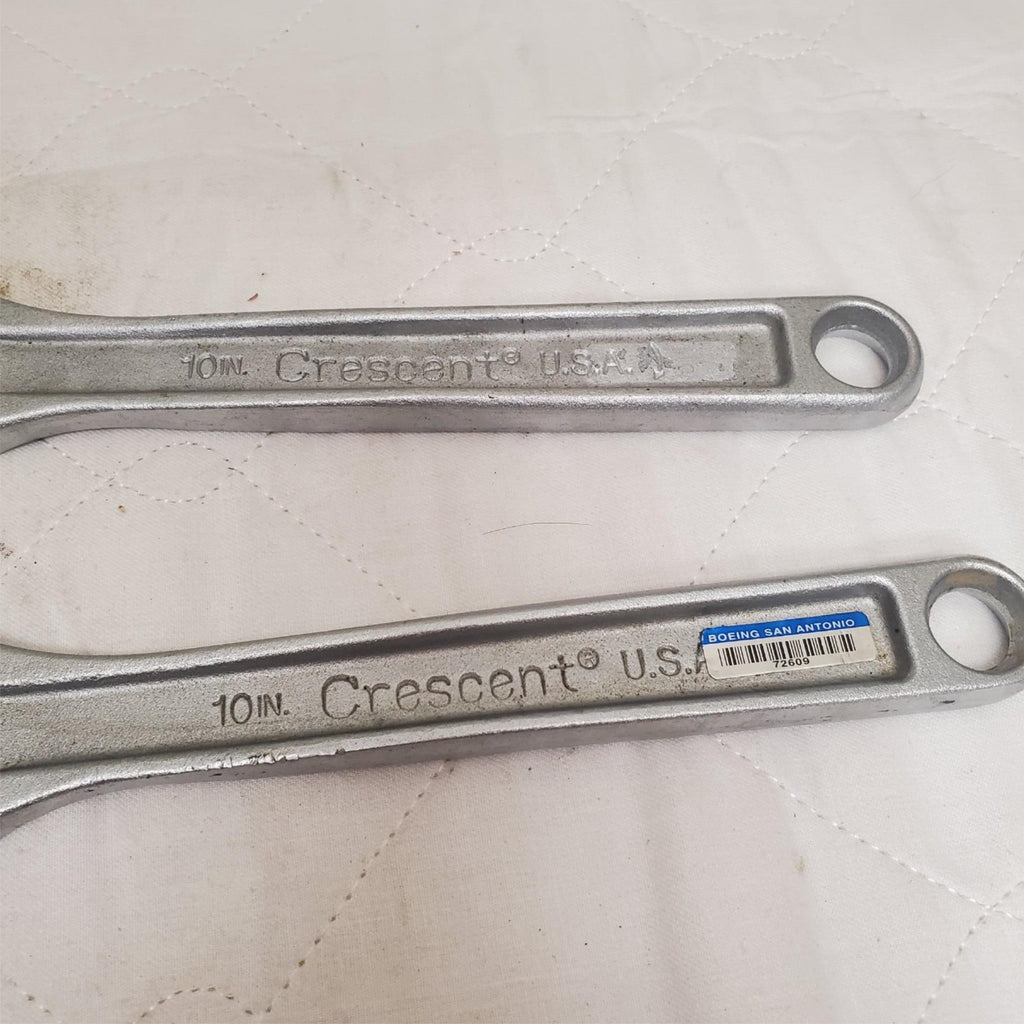 10IN. Crescent® U.S.A.
10IN. Crescent® U.S.A
BOEING SAN ANTONIO
72609